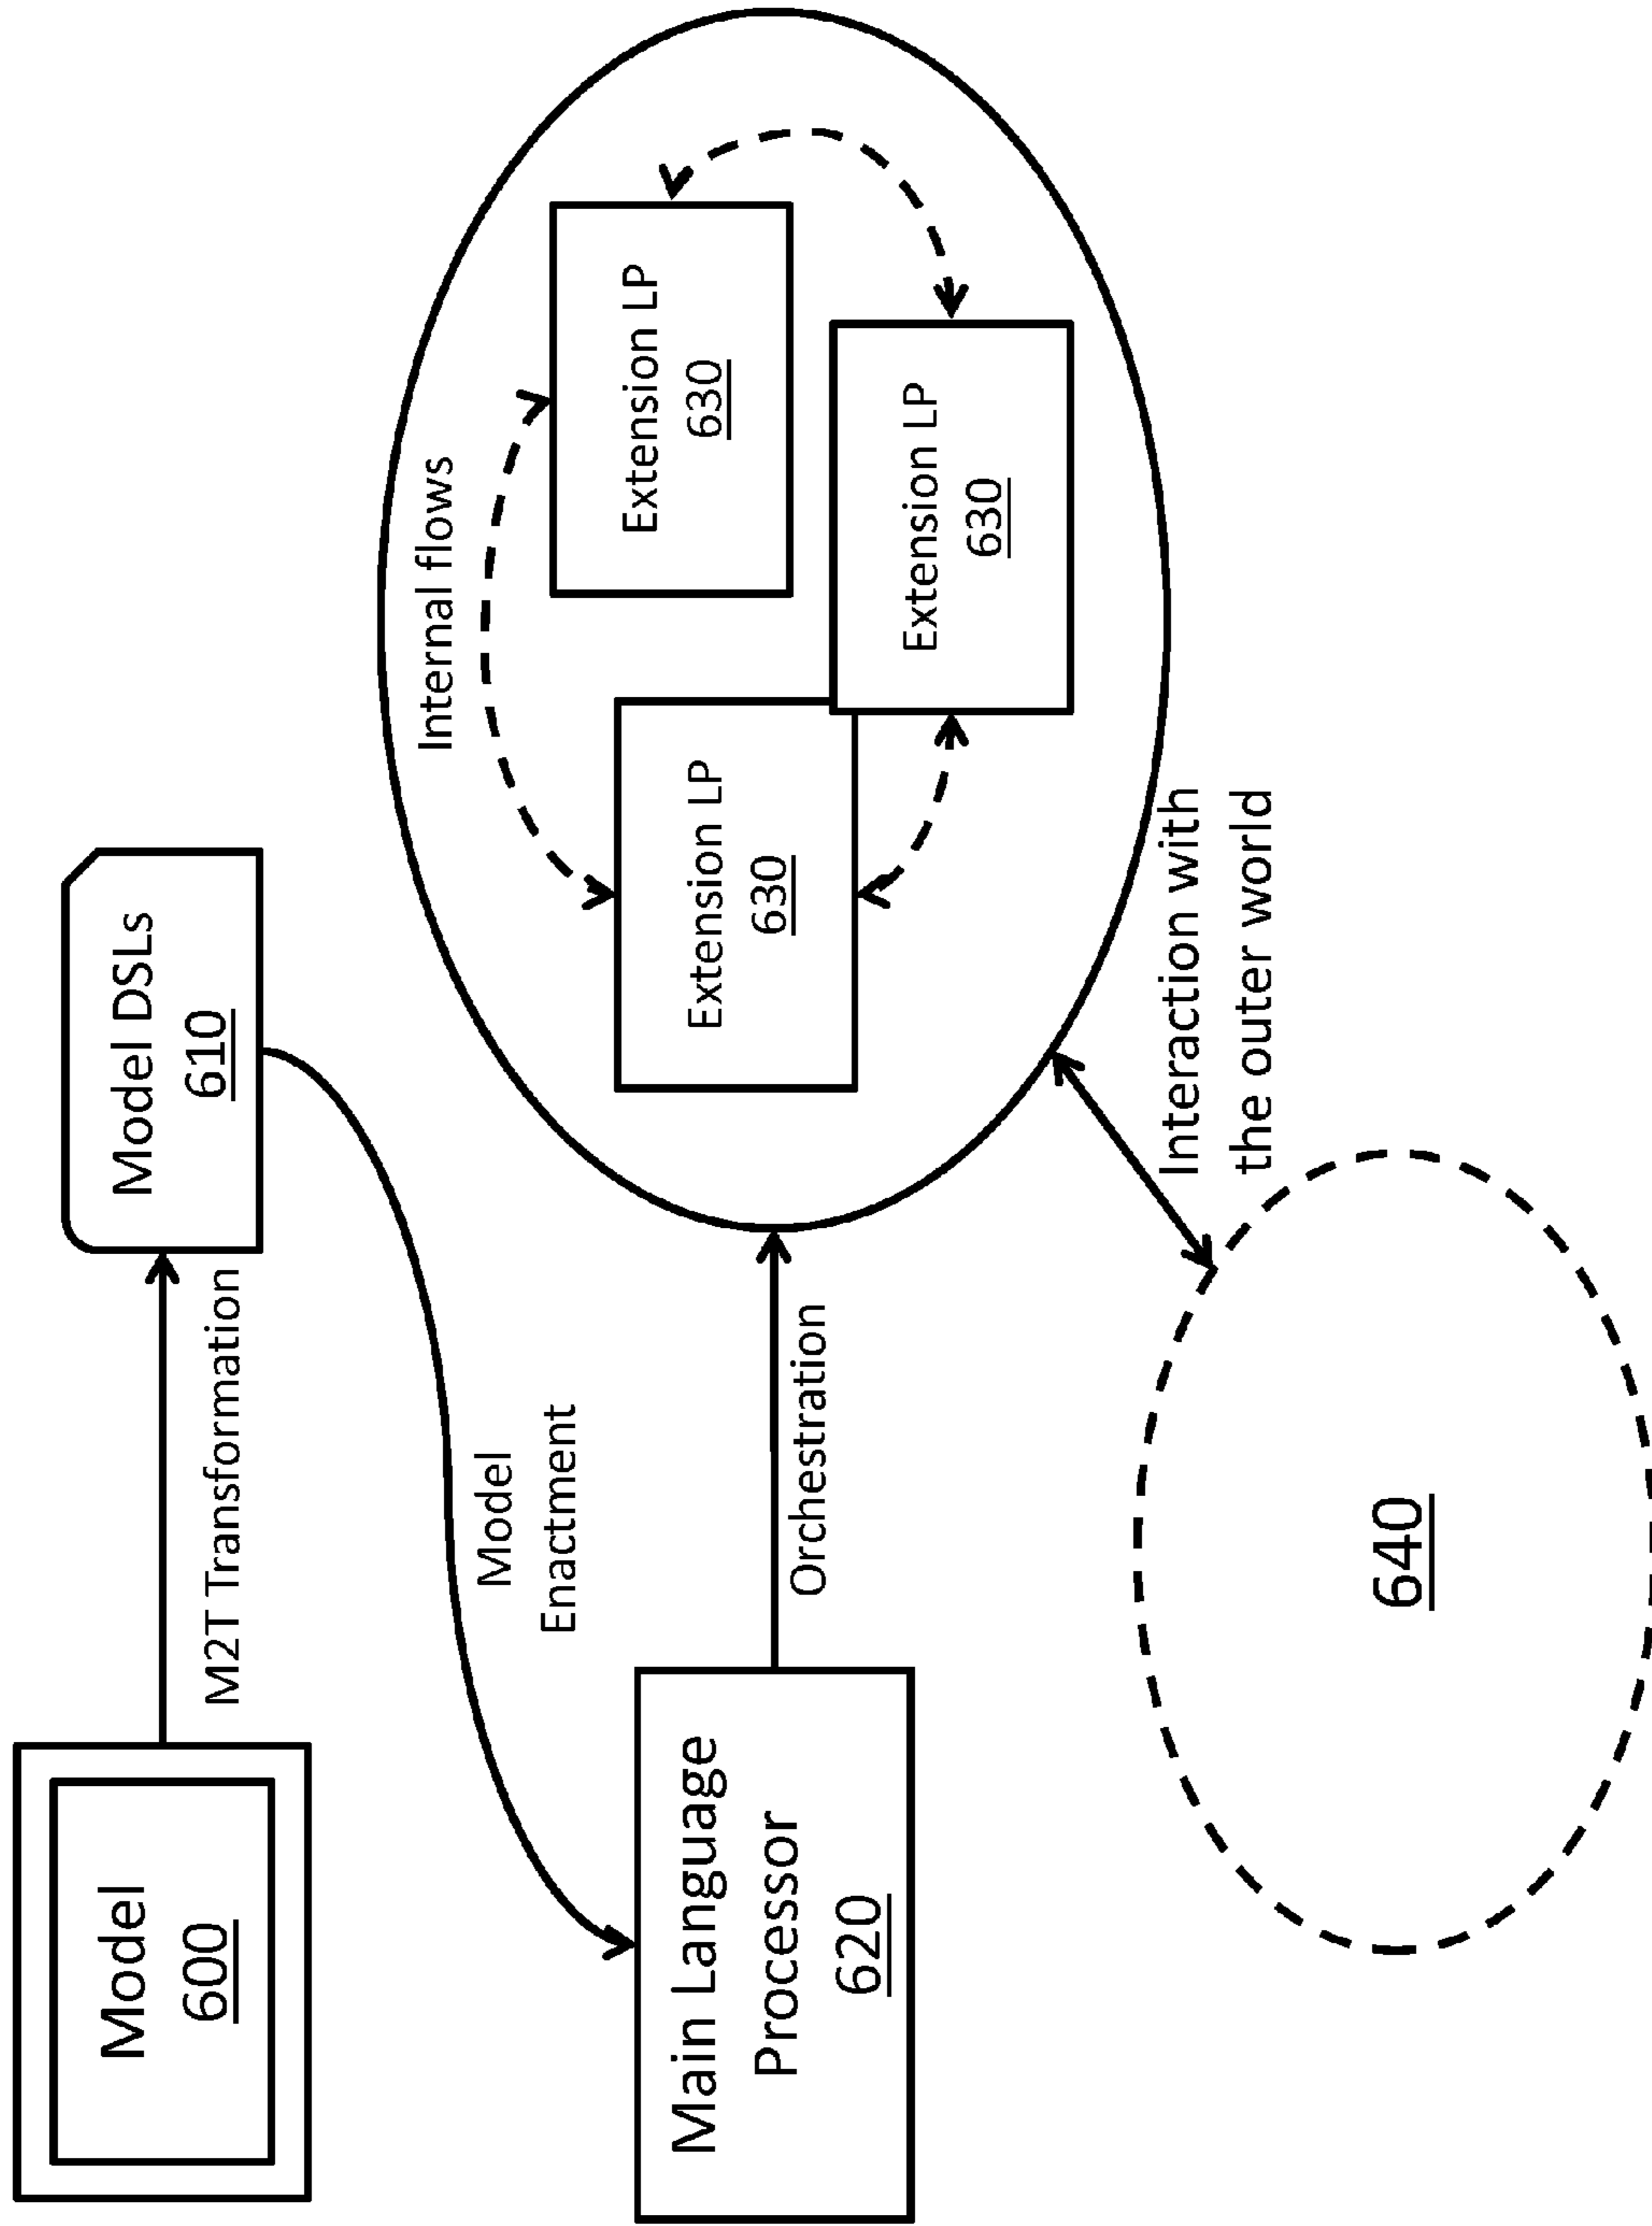 Model
600
M2T Transformation
Model DSLs
610
Model
Enactment
Main Language
Processor
620
Orchestration
Internal flows
Extension LP
630
Extension LP
630
Extension LP
630
Interaction with
the outer world
640